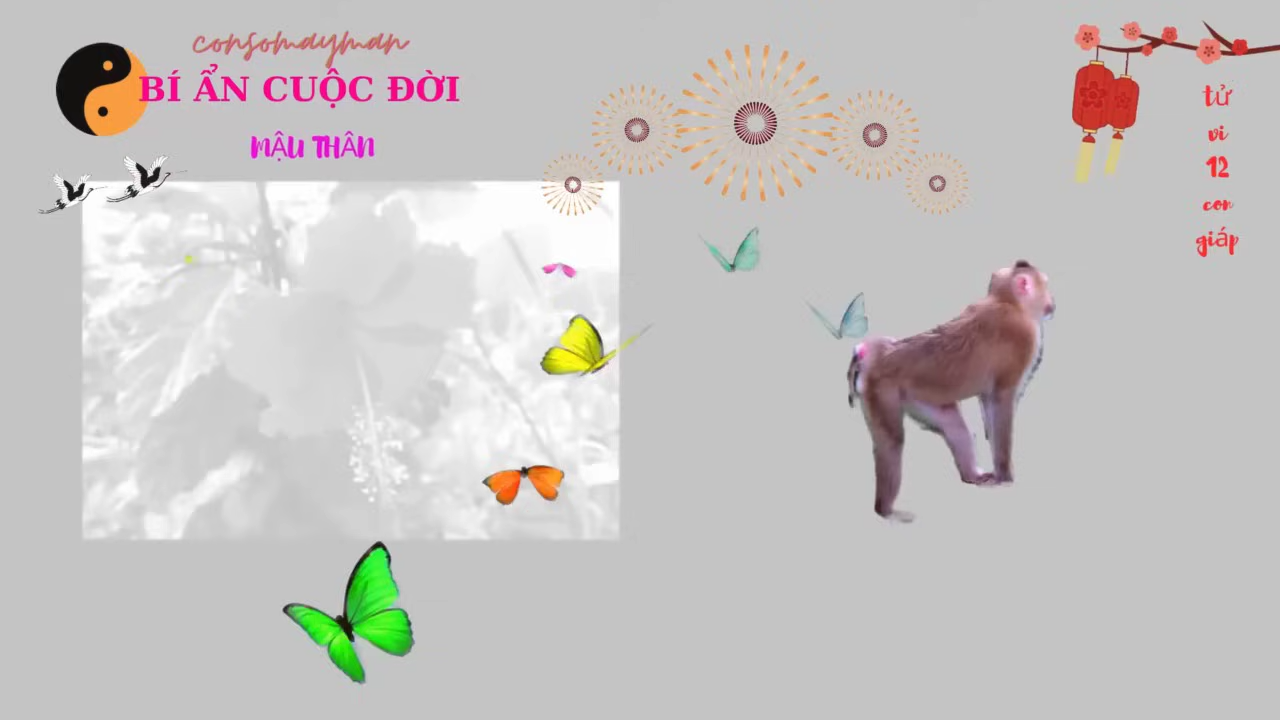 consomayman
BÍ ẨN CUỘC ĐỜI
MẬU THÂN
tử
vi
12
con
giáp